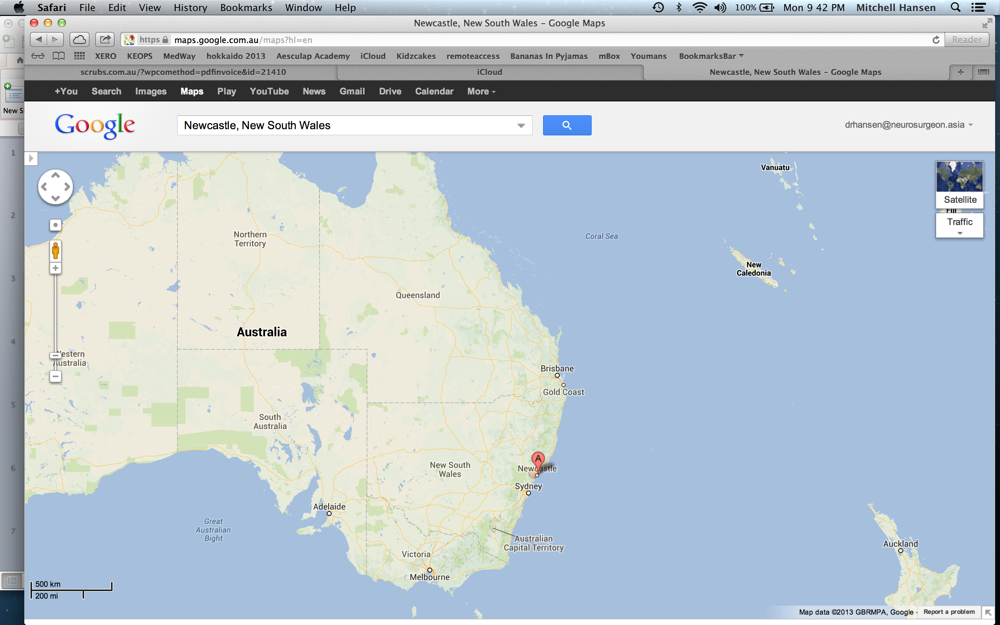 Safari File Edit View History Bookmarks Window Help 100% Mon 9 42 PM Mitchell Hansen
Newcastle, New South Wales – Google Maps
https maps.google.com.au/maps?hl=en Reader
XERO KEOPS MedWay hokkaido 2013 Aesculap Academy iCloud Kidzcakes remoteaccess Bananas In Pyjamas mBox Youmans BookmarksBar
scrubs.com.au/?wpcomethod=pdfinvoice&id=21410 iCloud Newcastle, New South Wales – Google Maps
+You Search Images Maps Play YouTube News Gmail Drive Calendar More
New
Google Newcastle, New South Wales drhansen@neurosurgeon.asia
1
Vanuatu
Satellite
Fiji
Traffic
2
Northern
Territory
Coral Sea
New
Caledonia
3
Queensland
Australia
4
Western
Australia
Brisbane
Gold Coast
5
South
Australia
A
New South
Wales
Newcastle
6
Sydney
Adelaide
Great
Australian
Bight
7
Australian
Capital Territory
Auckland
Victoria
Melbourne
500 km
200 mi
Map data ©2013 GBRMPA, Google - Report a problem